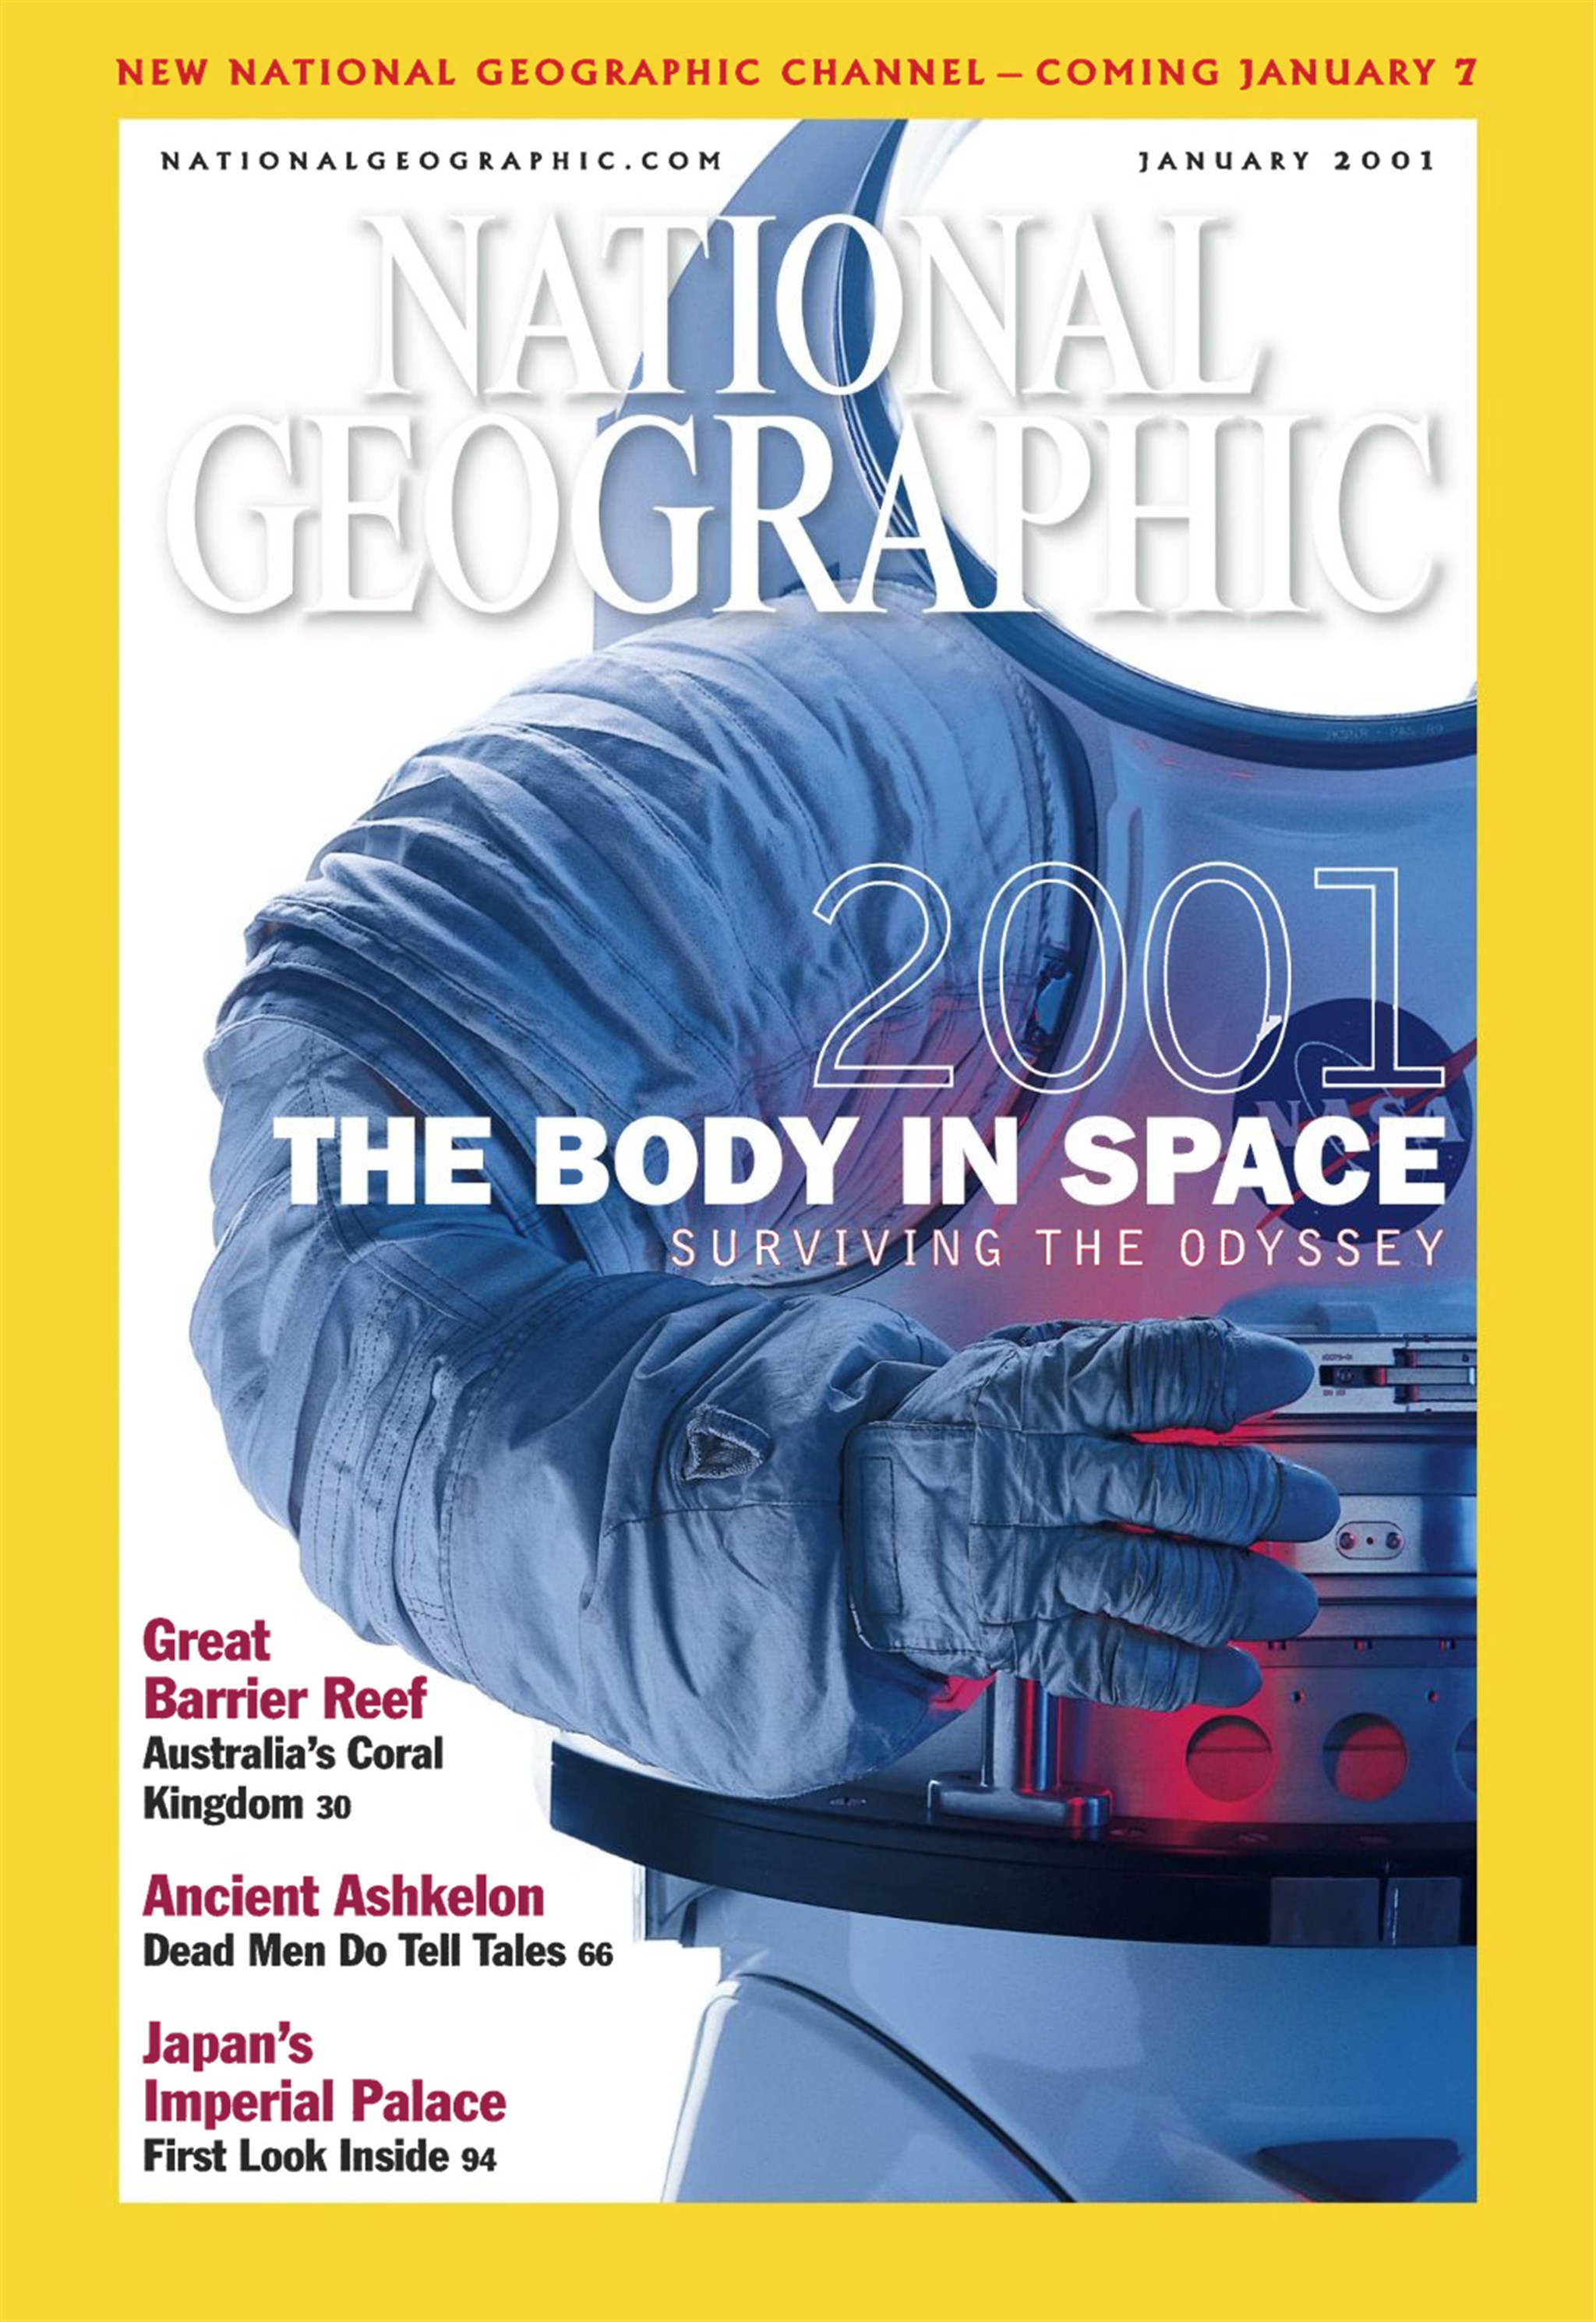 NEW NATIONAL GEOGRAPHIC CHANNEL – COMING JANUARY 7
NATIONALGEOGRAPHIC.COM JANUARY 2001
NATIONAL
GEOGRAPHIC
2001
NASA
THE BODY IN SPACE
SURVIVING THE ODYSSEY
Great
Barrier Reef
Australia's Coral
Kingdom 30
Ancient Ashkelon
Dead Men Do Tell Tales 66
Japan's
Imperial Palace
First Look Inside 94